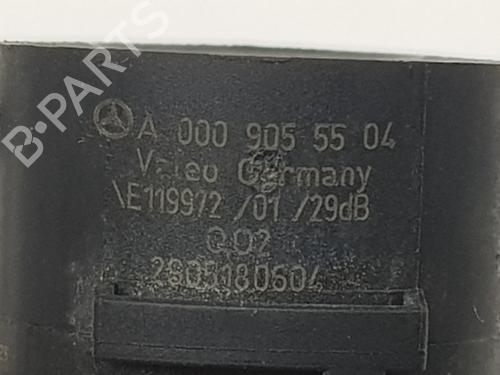 B-PARTS
A 000 905 55 04
Valeo Germany
\E119972 /01 /29dB
Q02
2805180604